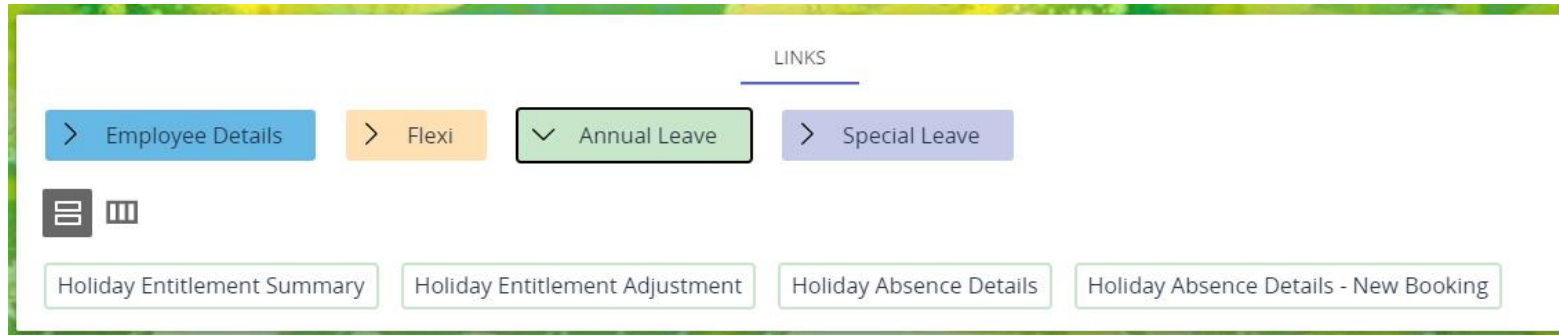 LINKS
Employee Details
Flexi
Annual Leave
Special Leave
Holiday Entitlement Summary
Holiday Entitlement Adjustment
Holiday Absence Details
Holiday Absence Details - New Booking